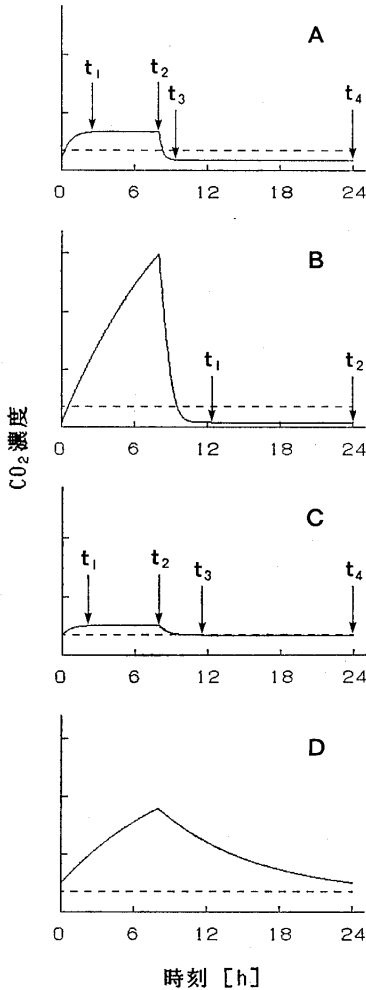 A
t₁ t₂
t₃ t₄
0 6 12 18 24
B
t₁ t₂
0 6 12 18 24
CO₂濃度
C
t₁ t₂ t₃ t₄
0 6 12 18 24
D
0 6 12 18 24
時刻 [h]